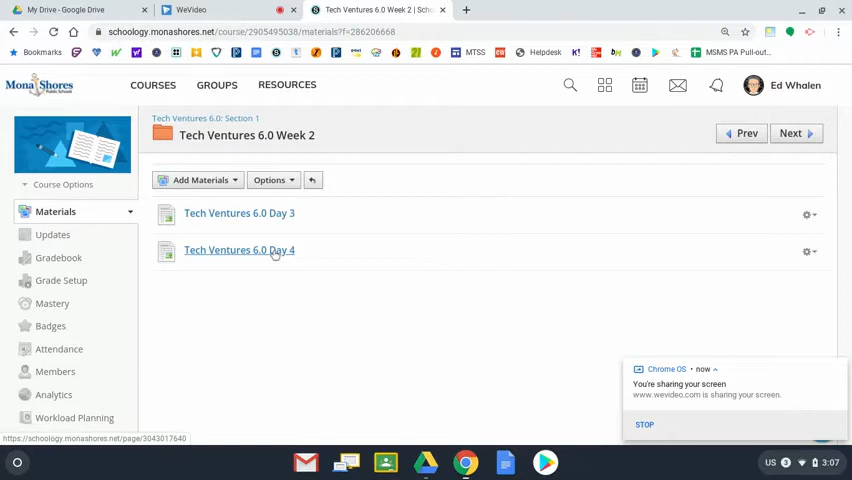 My Drive - Google Drive
WeVideo
Tech Ventures 6.0 Week 2 | Scho
schoology.monashores.net/course/2905495038/materials?f=286206668
Bookmarks
MTSS
Helpdesk
MSMS PA Pull-out...
Mona Shores
Public Schools
COURSES
GROUPS
RESOURCES
Ed Whalen
Tech Ventures 6.0: Section 1
Tech Ventures 6.0 Week 2
Prev
Next
Course Options
Add Materials
Options
Materials
Tech Ventures 6.0 Day 3
Updates
Tech Ventures 6.0 Day 4
Gradebook
Grade Setup
Mastery
Badges
Attendance
Members
Analytics
Workload Planning
Chrome OS • now
You're sharing your screen
www.wevideo.com is sharing your screen.
STOP
https://schoology.monashores.net/page/3043017640
US 3 3:07